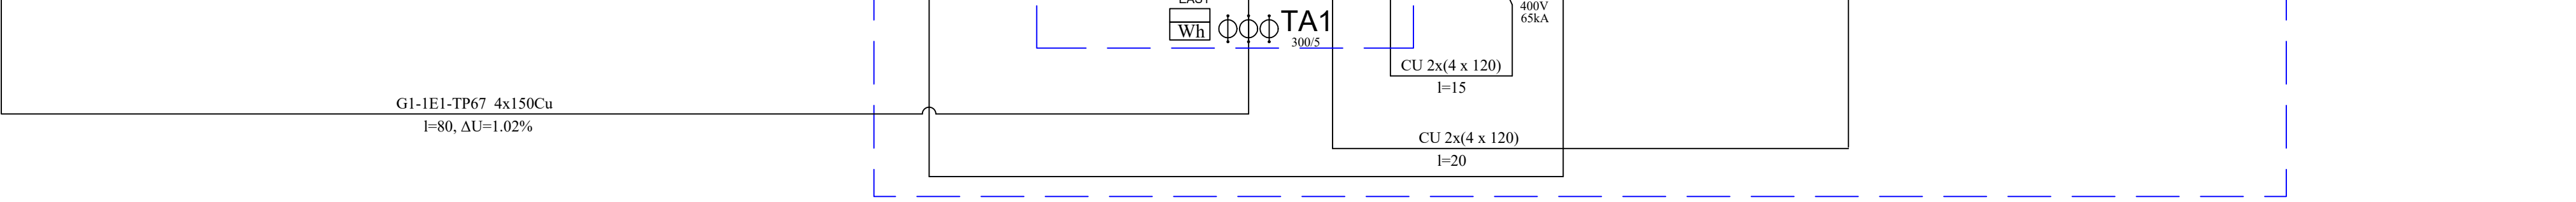 400V
65kA
Wh
TA1
300/5
CU 2x(4 x 120)
l=15
G1-1E1-TP67 4x150Cu
l=80, ΔU=1.02%
CU 2x(4 x 120)
l=20